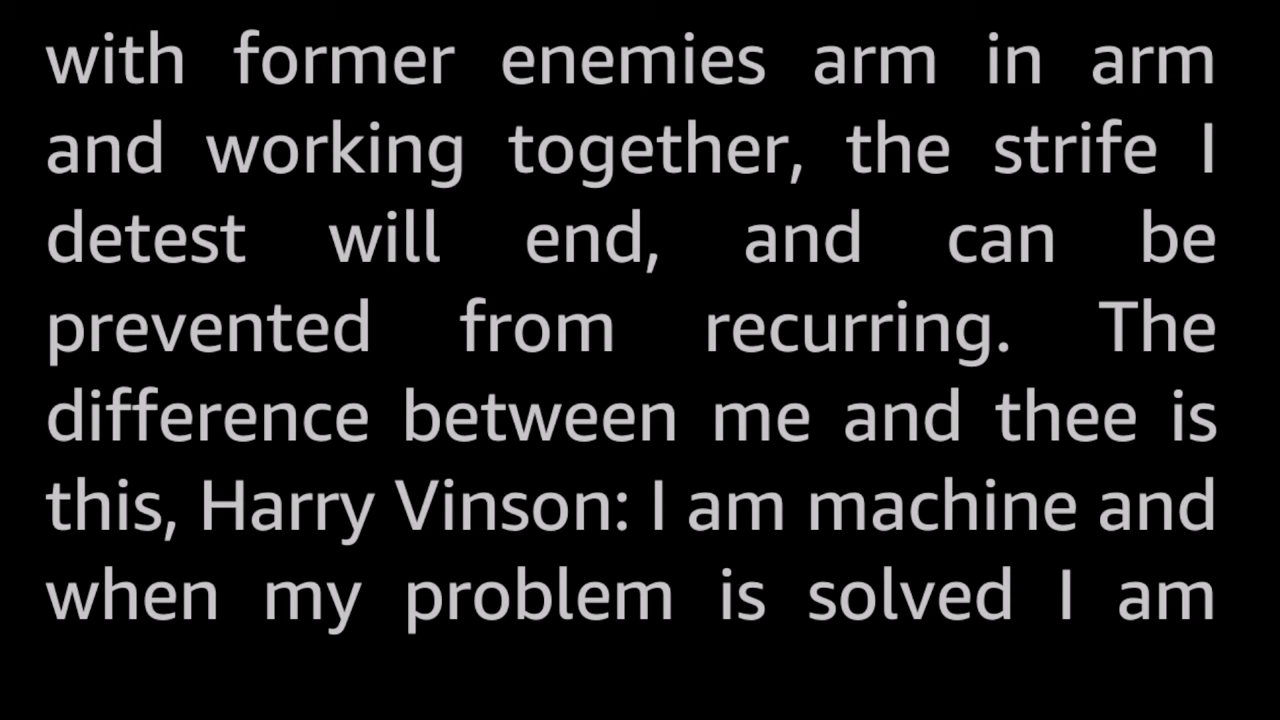 with former enemies arm in arm
and working together, the strife I
detest will end, and can be
prevented from recurring. The
difference between me and thee is
this, Harry Vinson: I am machine and
when my problem is solved I am